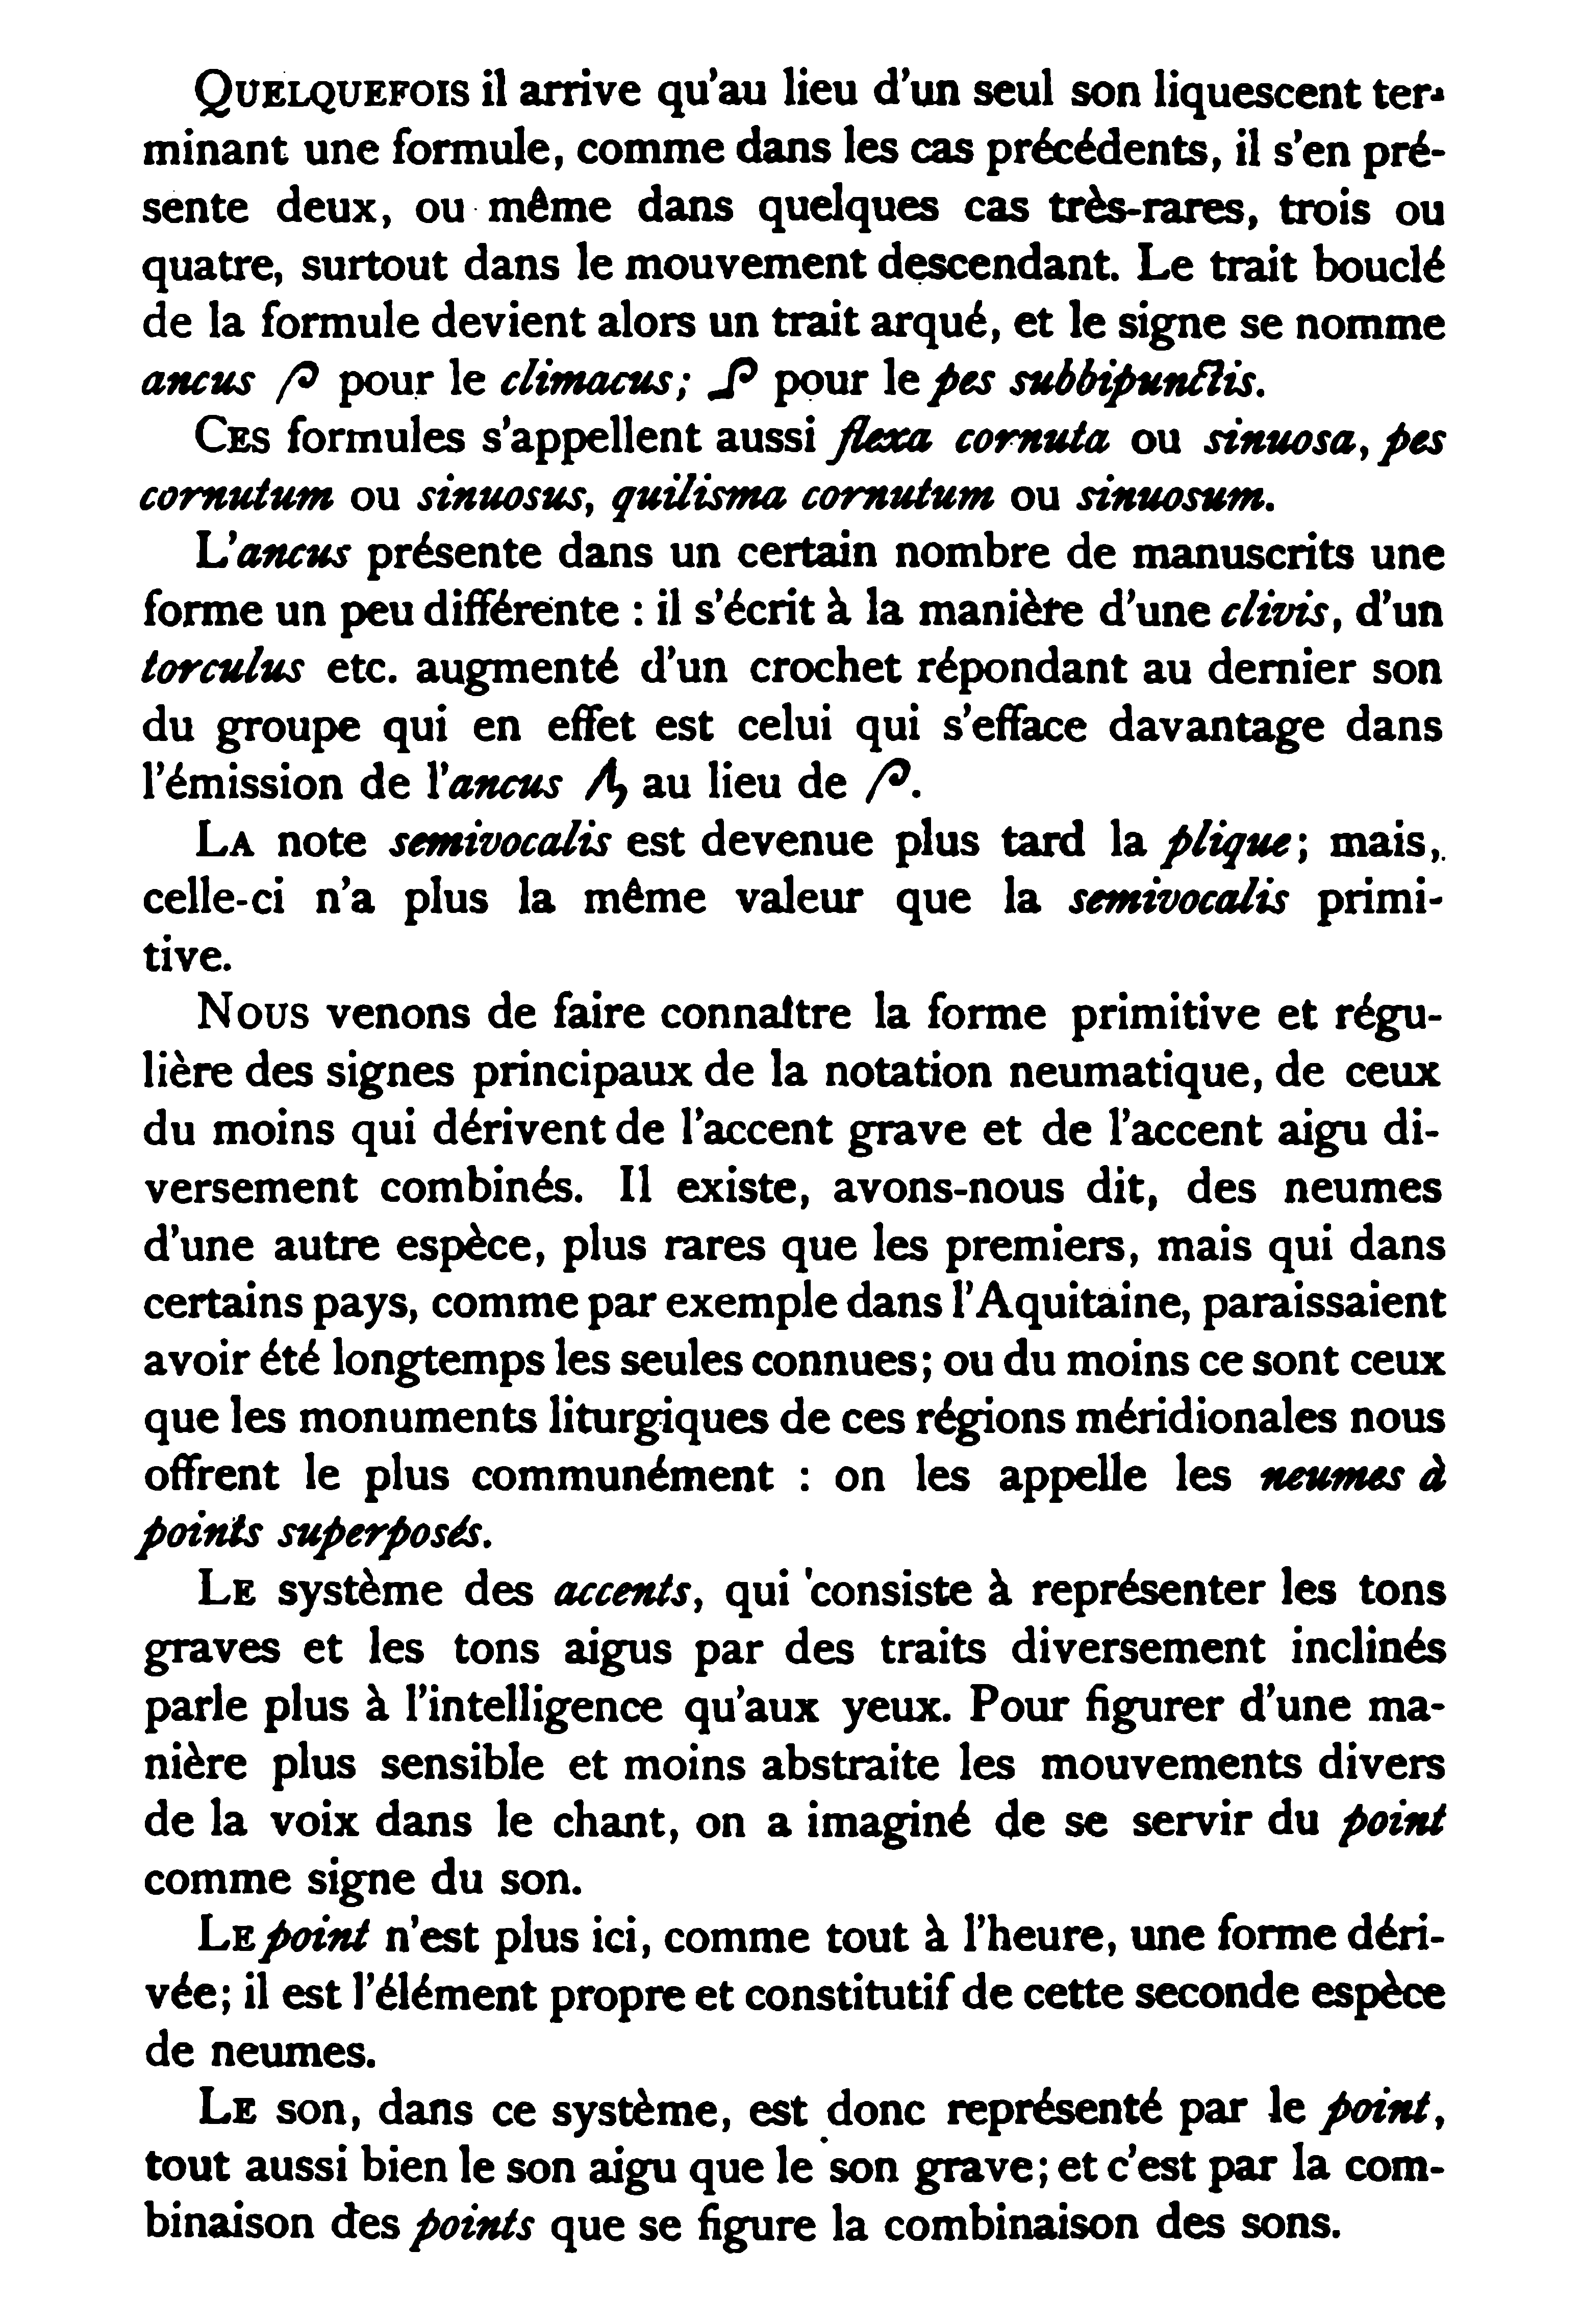 QUELQUEFOIS il arrive qu'au lieu d'un seul son liquescent ter-
minant une formule, comme dans les cas précédents, il s'en pré-
sente deux, ou même dans quelques cas très-rares, trois ou
quatre, surtout dans le mouvement descendant. Le trait bouclé
de la formule devient alors un trait arqué, et le signe se nomme
ancus pour le climacus; pour le pes subbipunctis.
CES formules s'appellent aussi flexa cornuta ou sinuosa, pes
cornutum ou sinuosus, quilisma cornutum ou sinuosum.
L'ancus présente dans un certain nombre de manuscrits une
forme un peu différente : il s'écrit à la manière d'une clivis, d'un
torculus etc. augmenté d'un crochet répondant au dernier son
du groupe qui en effet est celui qui s'efface davantage dans
l'émission de l'ancus au lieu de .
LA note semivocalis est devenue plus tard la plique; mais,
celle-ci n'a plus la même valeur que la semivocalis primi-
tive.
NOUS venons de faire connaître la forme primitive et régu-
lière des signes principaux de la notation neumatique, de ceux
du moins qui dérivent de l'accent grave et de l'accent aigu di-
versement combinés. Il existe, avons-nous dit, des neumes
d'une autre espèce, plus rares que les premiers, mais qui dans
certains pays, comme par exemple dans l'Aquitaine, paraissaient
avoir été longtemps les seules connues; ou du moins ce sont ceux
que les monuments liturgiques de ces régions méridionales nous
offrent le plus communément : on les appelle les neumes à
points superposés.
LE système des accents, qui consiste à représenter les tons
graves et les tons aigus par des traits diversement inclinés
parle plus à l'intelligence qu'aux yeux. Pour figurer d'une ma-
nière plus sensible et moins abstraite les mouvements divers
de la voix dans le chant, on a imaginé de se servir du point
comme signe du son.
LE point n'est plus ici, comme tout à l'heure, une forme déri-
vée; il est l'élément propre et constitutif de cette seconde espèce
de neumes.
LE son, dans ce système, est donc représenté par le point,
tout aussi bien le son aigu que le son grave; et c'est par la com-
binaison des points que se figure la combinaison des sons.